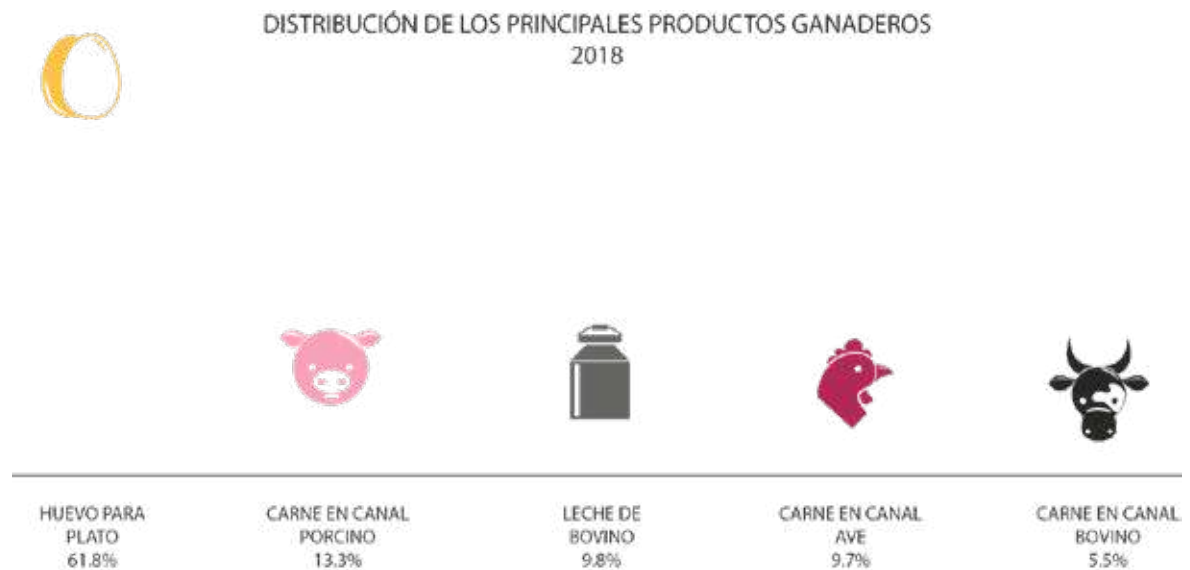 DISTRIBUCIÓN DE LOS PRINCIPALES PRODUCTOS GANADEROS
2018
HUEVO PARA
PLATO
61.8%
CARNE EN CANAL
PORCINO
13.3%
LECHE DE
BOVINO
9.8%
CARNE EN CANAL
AVE
9.7%
CARNE EN CANAL
BOVINO
5.5%